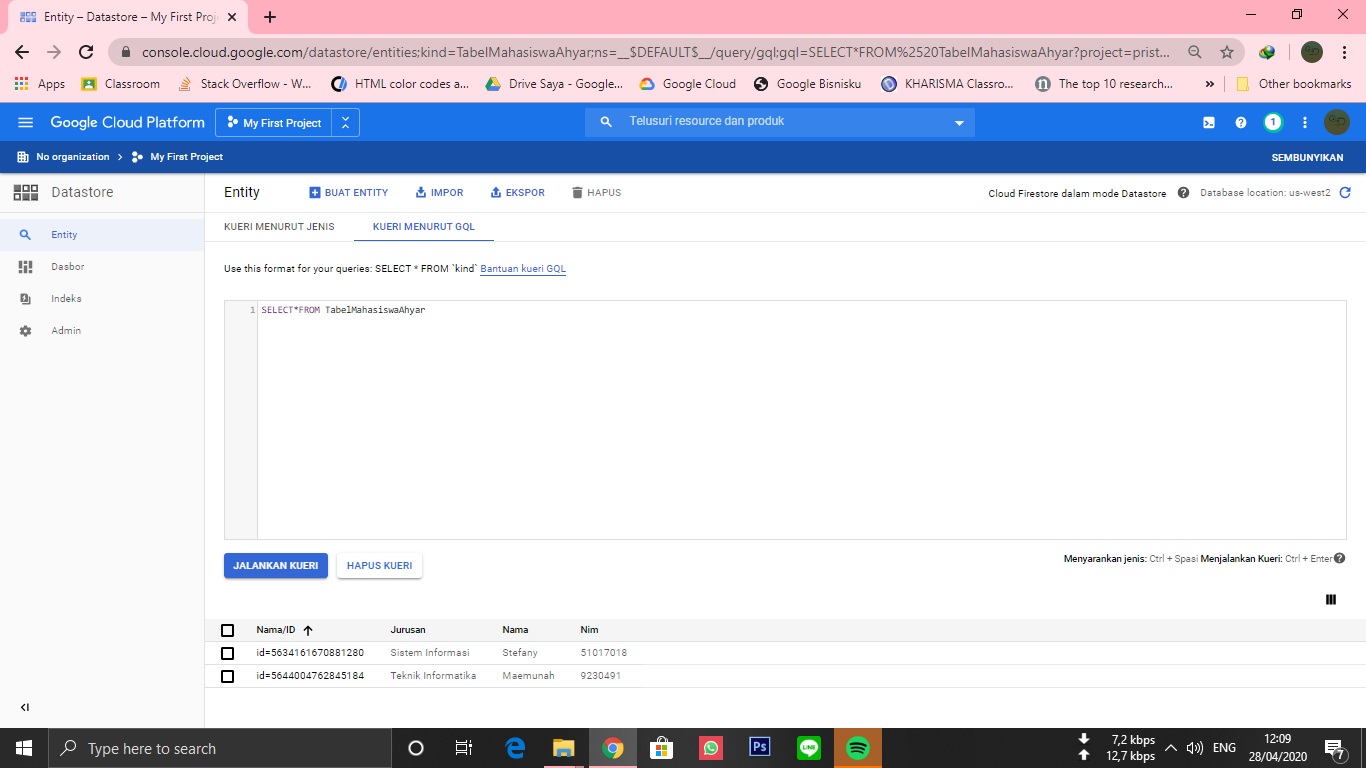 Entity – Datastore – My First Proj
console.cloud.google.com/datastore/entities;kind=TabelMahasiswaAhyar;ns=__$DEFAULT$__/query/gql;gql=SELECT*FROM%2520TabelMahasiswaAhyar?project=prist...
Apps Classroom Stack Overflow - W... HTML color codes a... Drive Saya - Google... Google Cloud Google Bisnisku KHARISMA Classro... The top 10 research... » Other bookmarks
Google Cloud Platform My First Project Telusuri resource dan produk 1
No organization My First Project SEMBUNYIKAN
Datastore Entity BUAT ENTITY IMPOR EKSPOR HAPUS Cloud Firestore dalam mode Datastore Database location: us-west2
KUERI MENURUT JENIS KUERI MENURUT GQL
Entity
Dasbor
Indeks
Admin
Use this format for your queries: SELECT * FROM `kind` Bantuan kueri GQL
1 SELECT*FROM TabelMahasiswaAhyar
JALANKAN KUERI HAPUS KUERI Menyarankan jenis: Ctrl + Spasi Menjalankan Kueri: Ctrl + Enter
Nama/ID Jurusan Nama Nim
id=5634161670881280 Sistem Informasi Stefany 51017018
id=5644004762845184 Teknik Informatika Maemunah 9230491
Type here to search Ps LINE 7,2 kbps ENG 12:09
12,7 kbps 28/04/2020 7